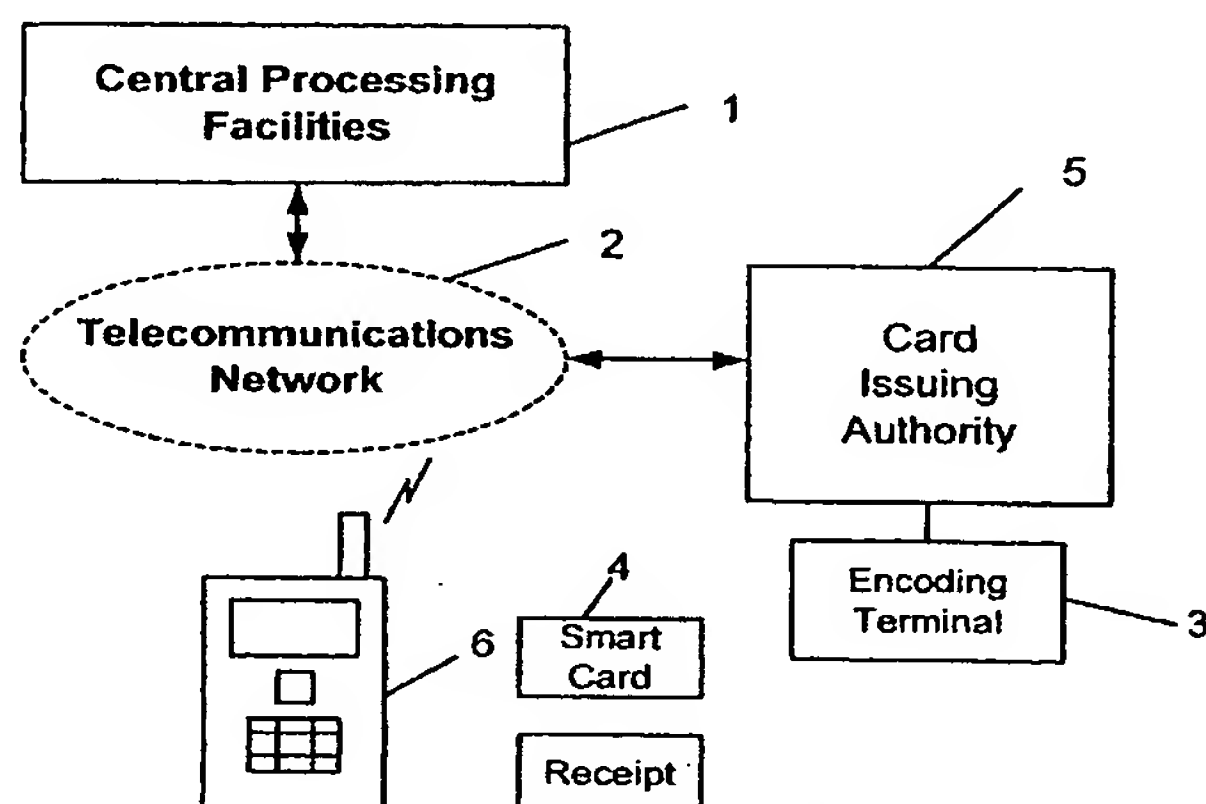 Central Processing
Facilities
1
5
2
Telecommunications
Network
Card
Issuing
Authority
4
Encoding
Terminal
3
6
Smart
Card
Receipt